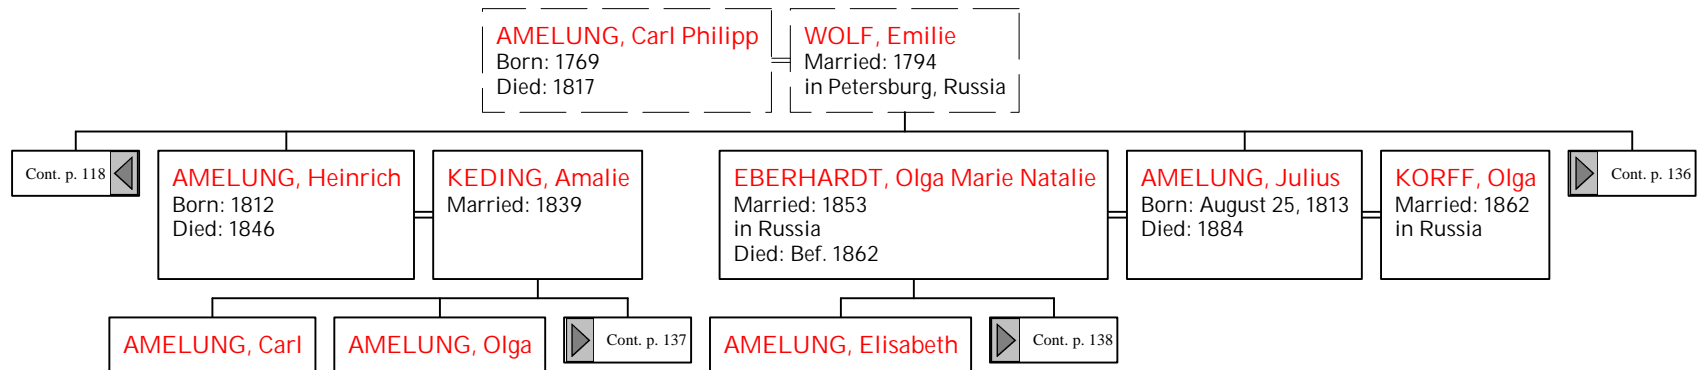 AMELUNG, Carl Philipp
Born: 1769
Died: 1817
WOLF, Emilie
Married: 1794
in Petersburg, Russia
Cont. p. 118
AMELUNG, Heinrich
Born: 1812
Died: 1846
KEDING, Amalie
Married: 1839
EBERHARDT, Olga Marie Natalie
Married: 1853
in Russia
Died: Bef. 1862
AMELUNG, Julius
Born: August 25, 1813
Died: 1884
KORFF, Olga
Married: 1862
in Russia
Cont. p. 136
AMELUNG, Carl
AMELUNG, Olga
Cont. p. 137
AMELUNG, Elisabeth
Cont. p. 138